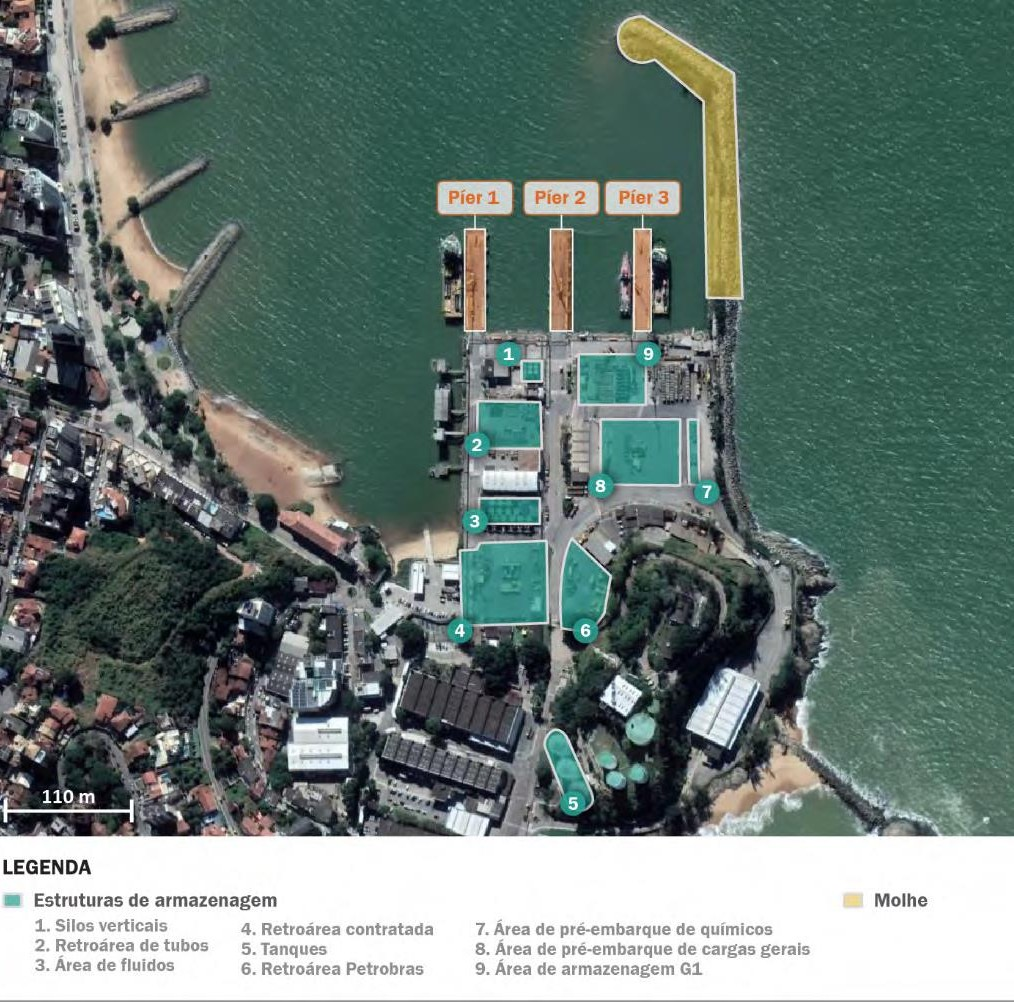 Píer 1
Píer 2
Píer 3
1
9
2
8
7
3
4
6
5
110 m
LEGENDA
Estruturas de armazenagem
Molhe
1. Silos verticais
2. Retroárea de tubos
3. Área de fluidos
4. Retroárea contratada
5. Tanques
6. Retroárea Petrobras
7. Área de pré-embarque de químicos
8. Área de pré-embarque de cargas gerais
9. Área de armazenagem G1